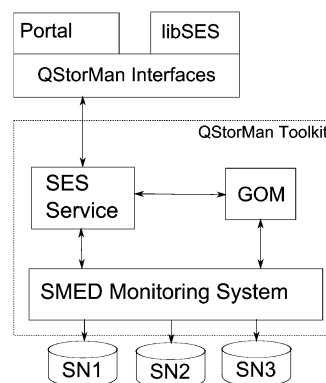 Portal
libSES
QStorMan Interfaces
QStorMan Toolkit
SES
Service
GOM
SMED Monitoring System
SN1
SN2
SN3